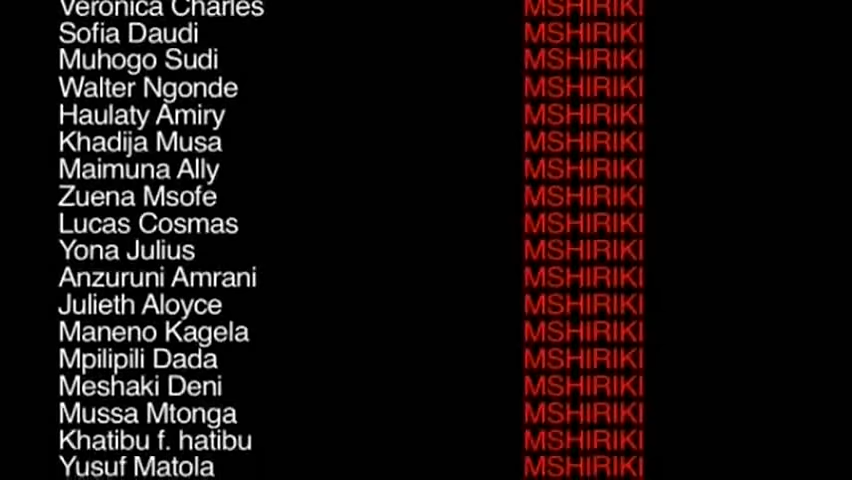 Veronica Charles MSHIRIKI
Sofia Daudi MSHIRIKI
Muhogo Sudi MSHIRIKI
Walter Ngonde MSHIRIKI
Haulaty Amiry MSHIRIKI
Khadija Musa MSHIRIKI
Maimuna Ally MSHIRIKI
Zuena Msofe MSHIRIKI
Lucas Cosmas MSHIRIKI
Yona Julius MSHIRIKI
Anzuruni Amrani MSHIRIKI
Julieth Aloyce MSHIRIKI
Maneno Kagela MSHIRIKI
Mpilipili Dada MSHIRIKI
Meshaki Deni MSHIRIKI
Mussa Mtonga MSHIRIKI
Khatibu f. hatibu MSHIRIKI
Yusuf Matola MSHIRIKI